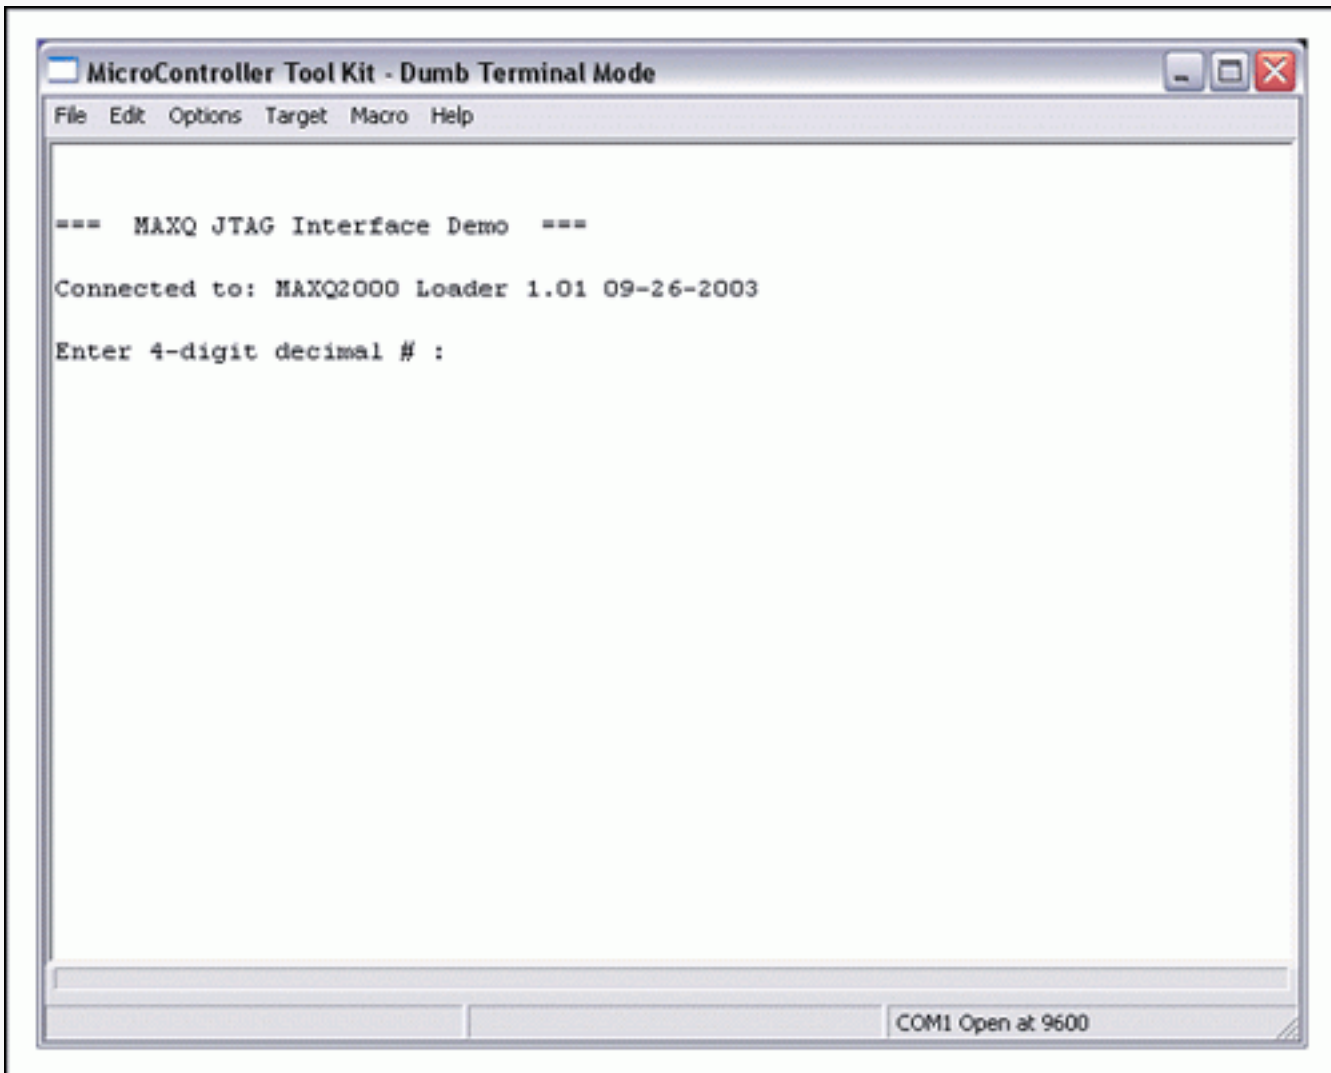 MicroController Tool Kit - Dumb Terminal Mode
File Edit Options Target Macro Help
=== MAXQ JTAG Interface Demo ===
Connected to: MAXQ2000 Loader 1.01 09-26-2003
Enter 4-digit decimal # :
COM1 Open at 9600